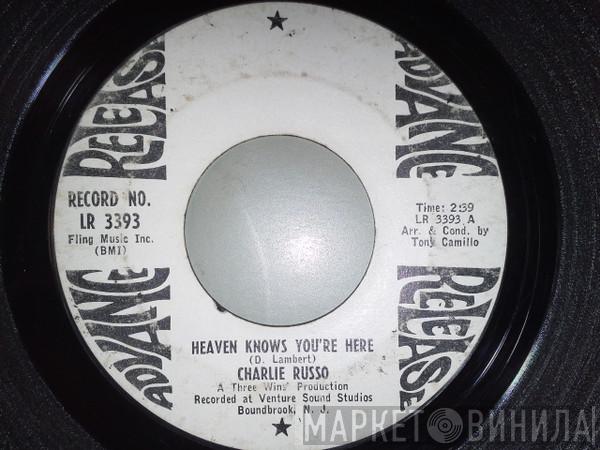 ADVANCE RELEASE
ADVANCE RELEASE
RECORD NO.
LR 3393
Fling Music Inc.
(BMI)
Time: 2:39
LR 3393 A
Arr. & Cond. by
Tony Camillo
HEAVEN KNOWS YOU'RE HERE
(D. Lambert)
CHARLIE RUSSO
A Three Wins' Production
Recorded at Venture Sound Studios
Boundbrook, N. J.
МАРКЕТ ВИНИЛА